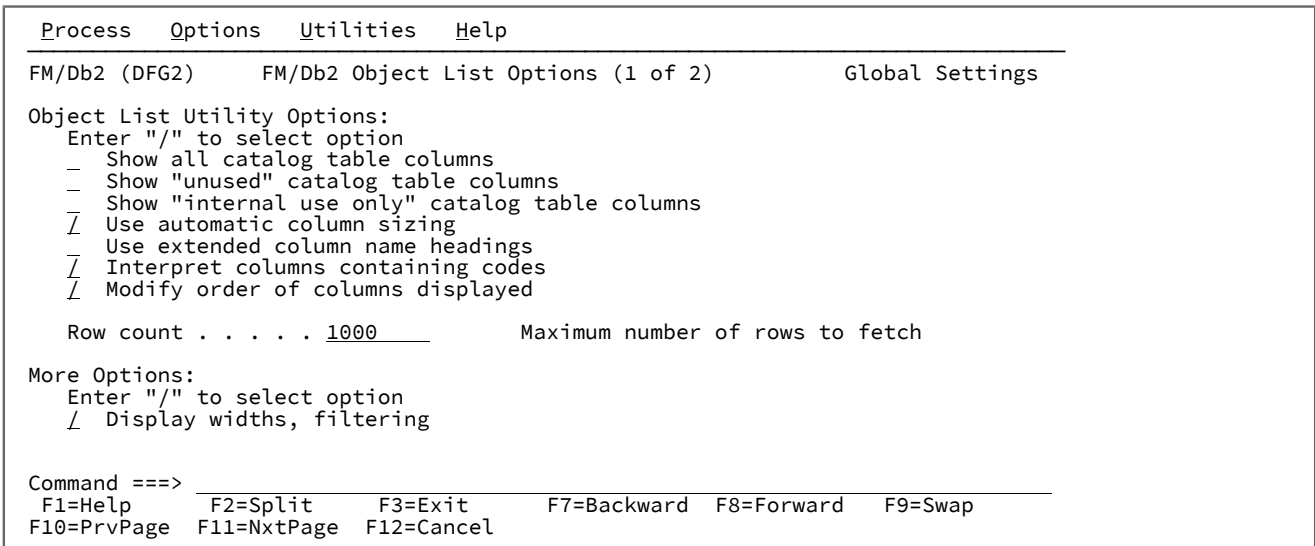 Process   Options   Utilities   Help
FM/Db2 (DFG2)     FM/Db2 Object List Options (1 of 2)          Global Settings
Object List Utility Options:
Enter "/" to select option
_  Show all catalog table columns
_  Show "unused" catalog table columns
_  Show "internal use only" catalog table columns
/  Use automatic column sizing
_  Use extended column name headings
/  Interpret columns containing codes
/  Modify order of columns displayed
Row count . . . . . 1000       Maximum number of rows to fetch
More Options:
Enter "/" to select option
/  Display widths, filtering
Command ===>
F1=Help      F2=Split     F3=Exit      F7=Backward  F8=Forward   F9=Swap
F10=PrvPage  F11=NxtPage  F12=Cancel